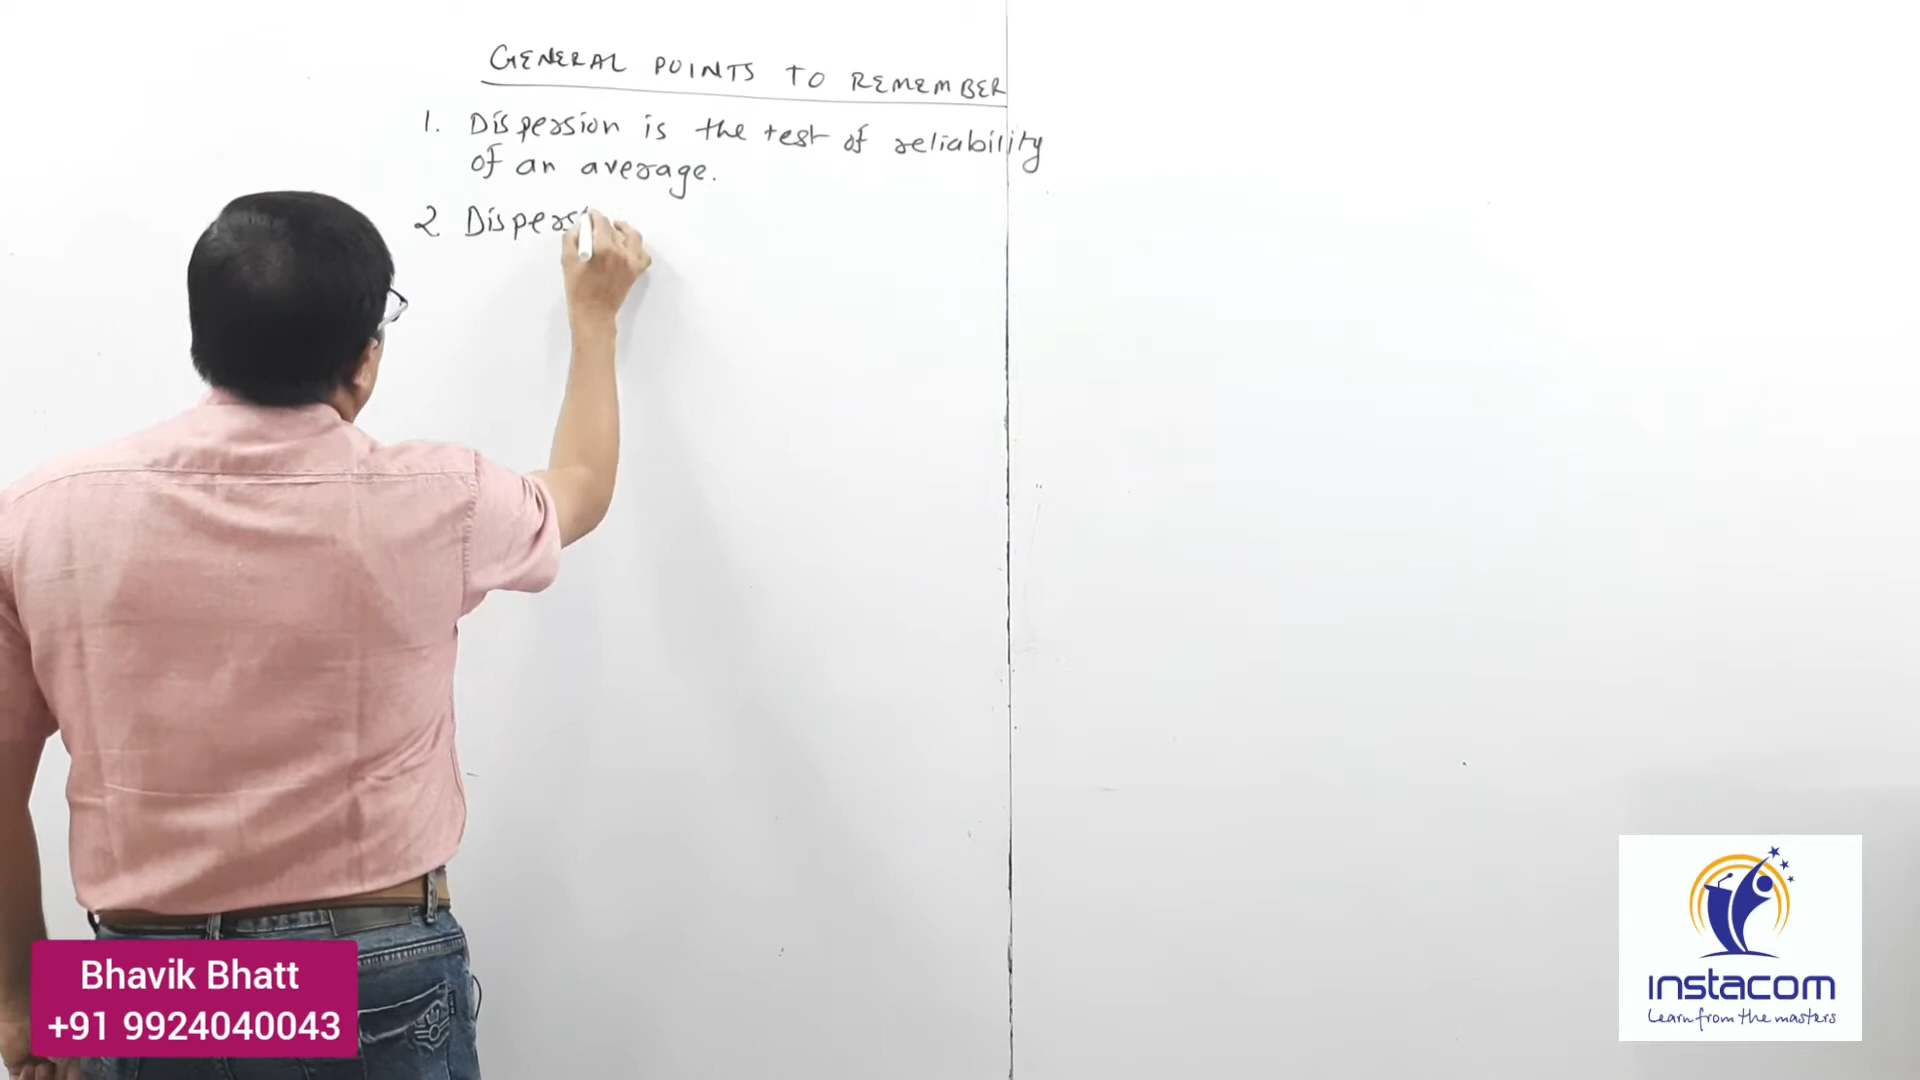 GENERAL POINTS TO REMEMBER
1. Dispersion is the test of reliability
of an average.
2 Dispersi
Bhavik Bhatt
+91 9924040043
instacom
Learn from the masters